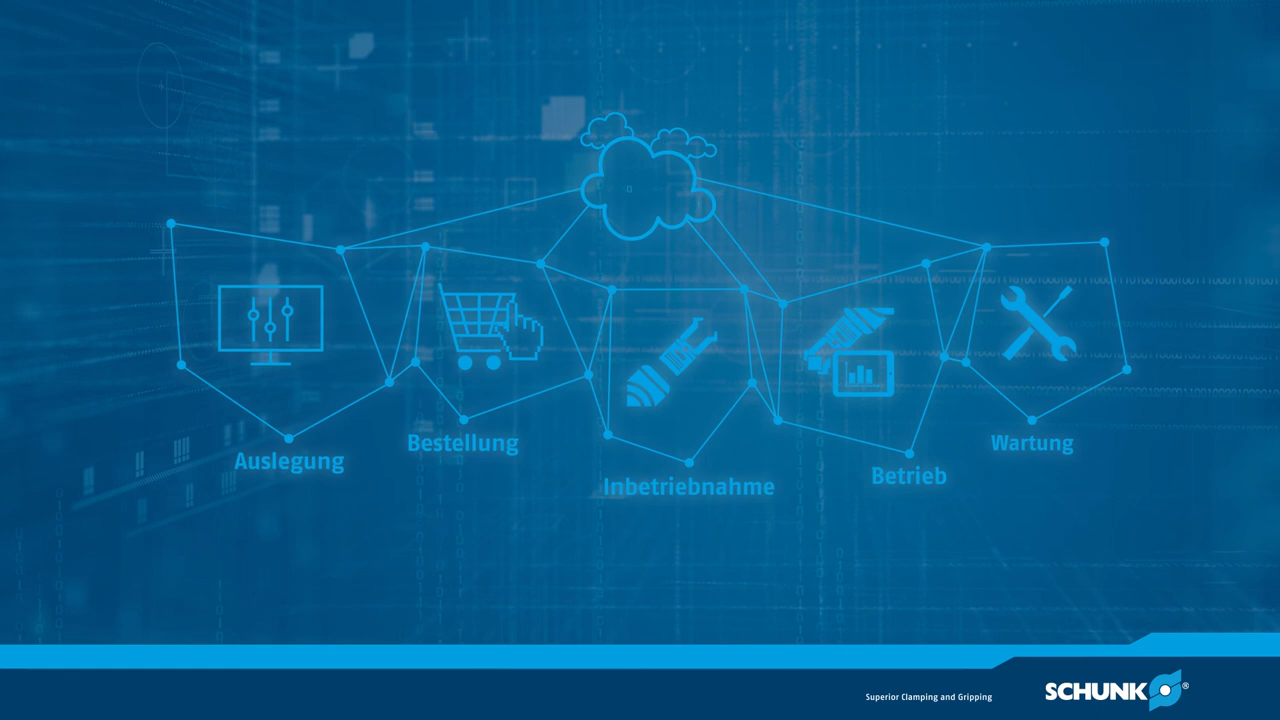 Auslegung
Bestellung
Inbetriebnahme
Betrieb
Wartung
Superior Clamping and Gripping
SCHUNK®